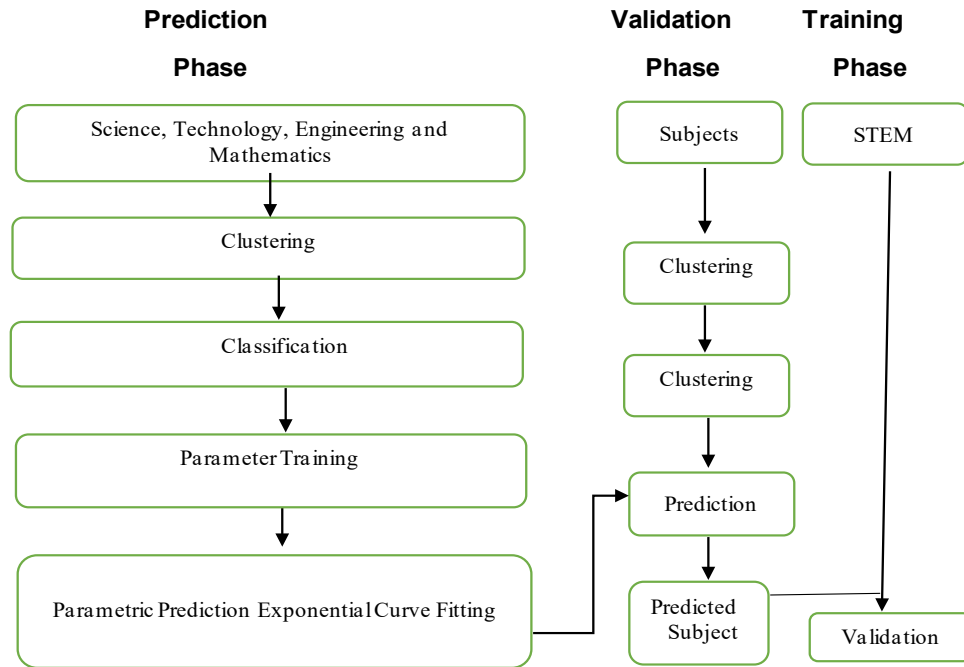 Prediction
Phase
Science, Technology, Engineering and
Mathematics
Clustering
Classification
Parameter Training
Parametric Prediction Exponential Curve Fitting
Validation
Phase
Subjects
Clustering
Clustering
Prediction
Predicted
Subject
Training
Phase
STEM
Validation